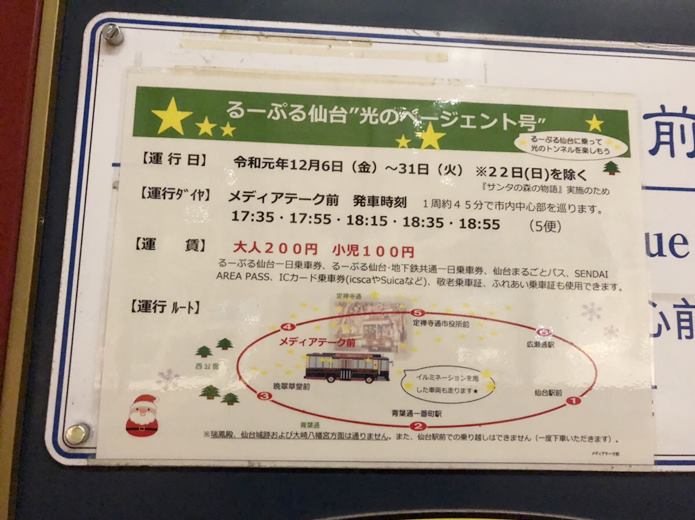 るーぷる仙台"光のページェント号"
るーぷる仙台に乗って
光のトンネルを楽しもう
【運 行 日】 令和元年12月6日（金）～31日（火） ※22日(日)を除く
『サンタの森の物語』実施のため
【運行ﾀﾞｲﾔ】 メディアテーク前 発車時刻 １周約４５分で市内中心部を巡ります。
17:35・17:55・18:15・18:35・18:55 （5便）
【運 賃】 大人２００円 小児１００円
るーぷる仙台一日乗車券、るーぷる仙台･地下鉄共通一日乗車券、仙台まるごとパス、SENDAI
AREA PASS、ICカード乗車券(icscaやSuicaなど)、敬老乗車証、ふれあい乗車証も使用できます。
【運行 ﾙｰﾄ】
定禅寺通
④
⑤
定禅寺通市役所前
⑥
広瀬通駅
メディアテーク前
西公園
晩翠草堂前
イルミネーションを施
した車両も走ります★
仙台駅前
③
①
青葉通一番町駅
青葉通
②
※瑞鳳殿、仙台城跡および大崎八幡宮方面は通りません。また、仙台駅前での乗り越しはできません（一度下車いただきます）。
メディアテーク前
前
ue
心前